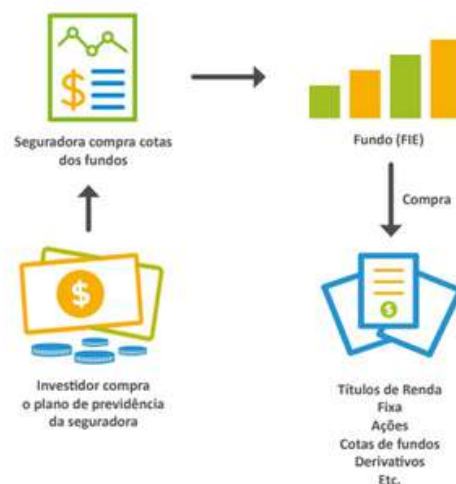 Seguradora compra cotas
dos fundos
Fundo (FIE)
Compra
Investidor compra
o plano de previdência
da seguradora
Títulos de Renda
Fixa
Ações
Cotas de fundos
Derivativos
Etc.